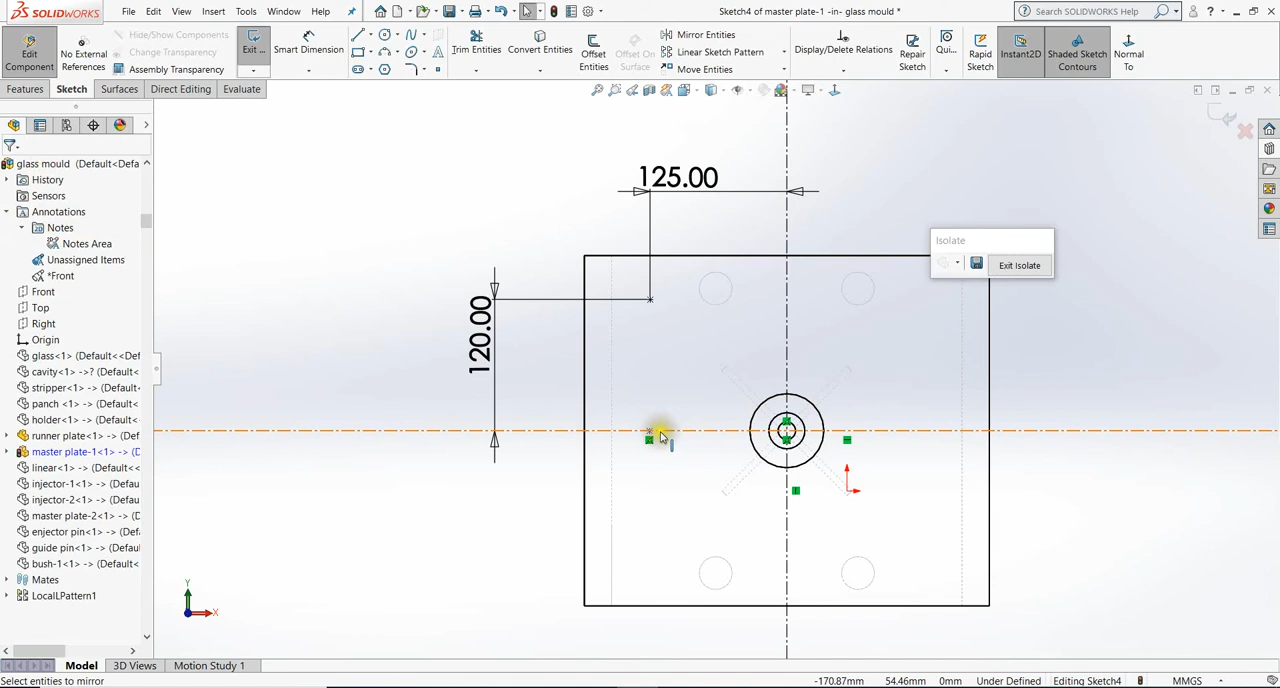 SOLIDWORKS File Edit View Insert Tools Window Help Sketch4 of master plate-1 -in- glass mould * Search SOLIDWORKS Help
Edit Component
No External References
Hide/Show Components
Change Transparency
Assembly Transparency
Exit ...
Smart Dimension
Trim Entities
Convert Entities
Offset Entities
Offset On Surface
Mirror Entities
Linear Sketch Pattern
Move Entities
Display/Delete Relations
Repair Sketch
Qui...
Rapid Sketch
Instant2D
Shaded Sketch Contours
Normal To
Features Sketch Surfaces Direct Editing Evaluate
glass mould (Default<Defa
History
Sensors
Annotations
Notes
Notes Area
Unassigned Items
*Front
Front
Top
Right
Origin
glass<1> (Default<<Def
cavity<1> ->? (Default<
stripper<1> -> (Default
panch <1> -> (Default<
holder<1> -> (Default<
runner plate<1> -> (De
master plate-1<1> -> (
linear<1> -> (Default<
injector-1<1> -> (Defa
injector-2<1> -> (Defa
master plate-2<1> -> (
enjector pin<1> -> (De
guide pin<1> -> (Defau
bush-1<1> -> (Default<
Mates
LocalLPattern1
125.00
120.00
Isolate
Exit Isolate
Y
X
Model 3D Views Motion Study 1
Select entities to mirror -170.87mm 54.46mm 0mm Under Defined Editing Sketch4 MMGS